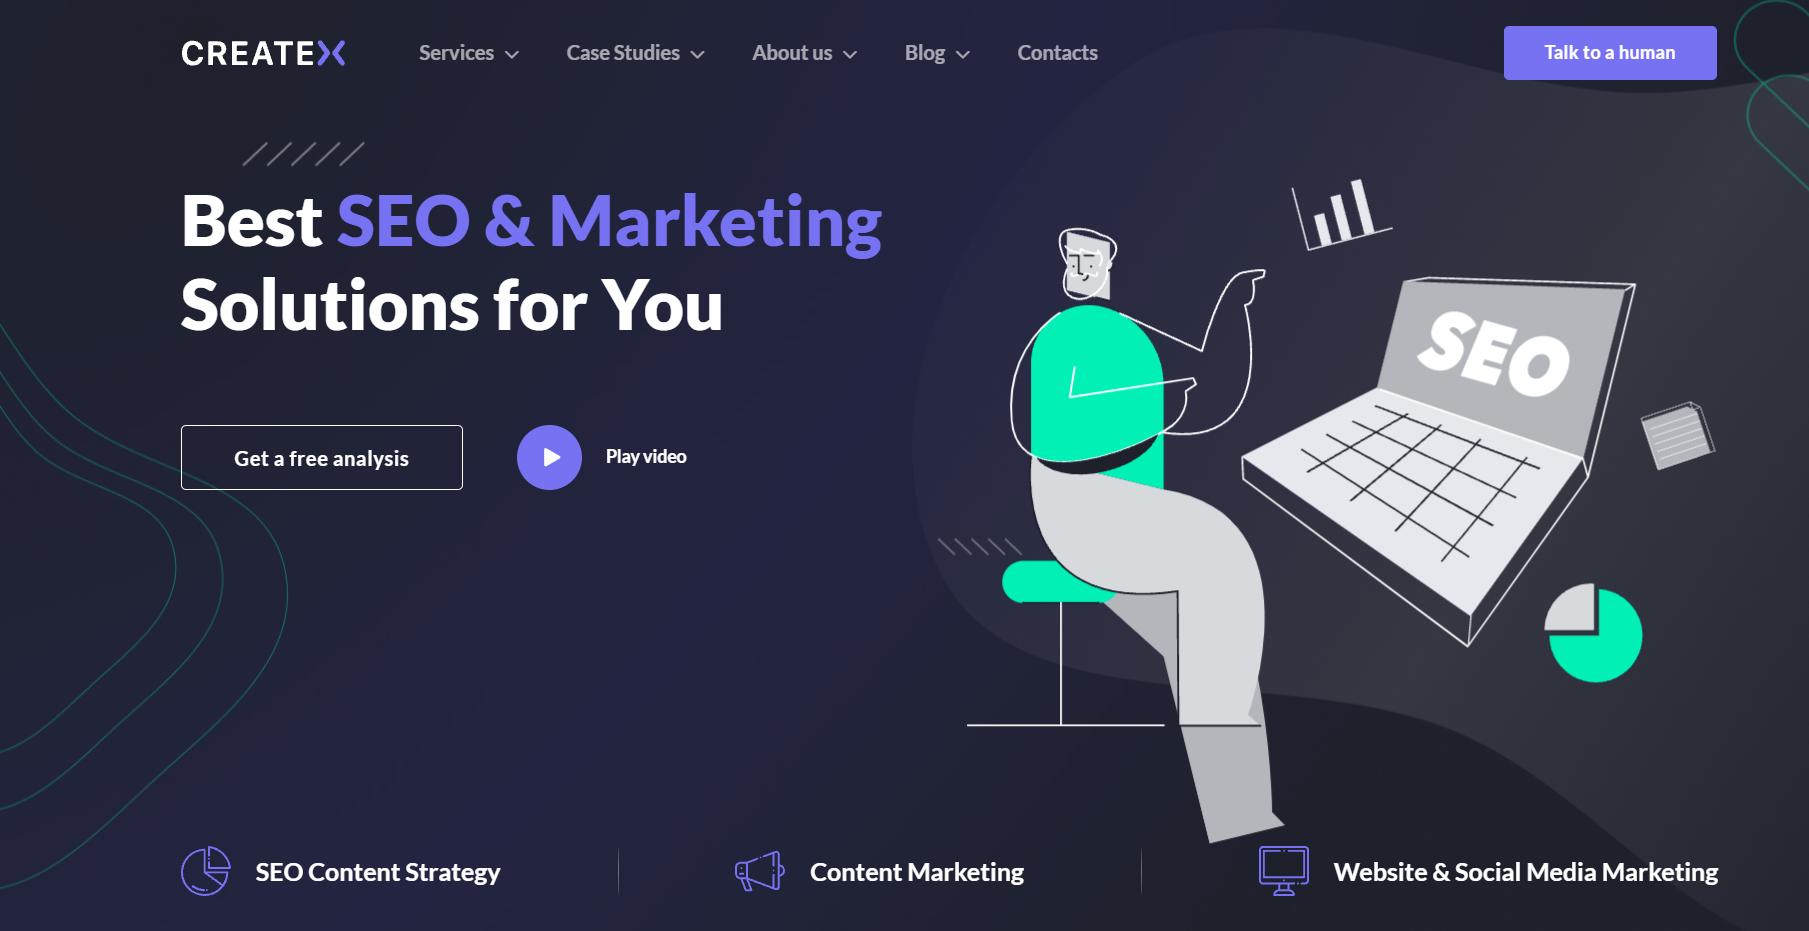 CREATEX
Services
Case Studies
About us
Blog
Contacts
Talk to a human
Best SEO & Marketing
Solutions for You
Get a free analysis
Play video
SEO
SEO Content Strategy
Content Marketing
Website & Social Media Marketing